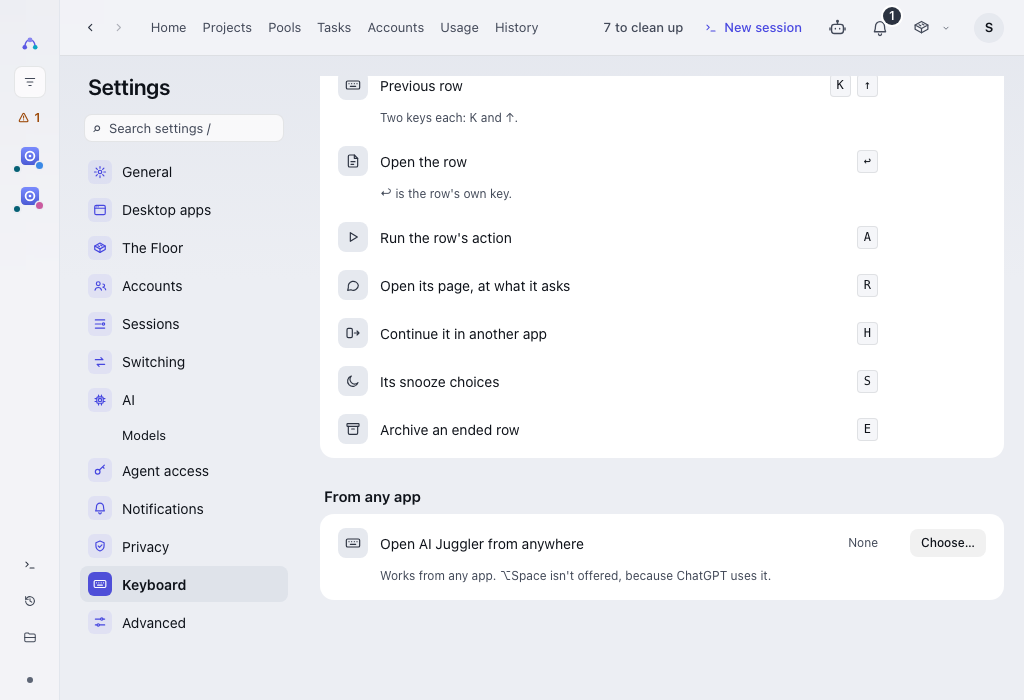 Home Projects Pools Tasks Accounts Usage History 7 to clean up New session 1 S
1
Settings
Search settings /
General
Desktop apps
The Floor
Accounts
Sessions
Switching
AI
Models
Agent access
Notifications
Privacy
Keyboard
Advanced
Previous row K ↑
Two keys each: K and ↑.
Open the row ↩
↩ is the row's own key.
Run the row's action A
Open its page, at what it asks R
Continue it in another app H
Its snooze choices S
Archive an ended row E
From any app
Open AI Juggler from anywhere None Choose…
Works from any app. ⌥Space isn't offered, because ChatGPT uses it.